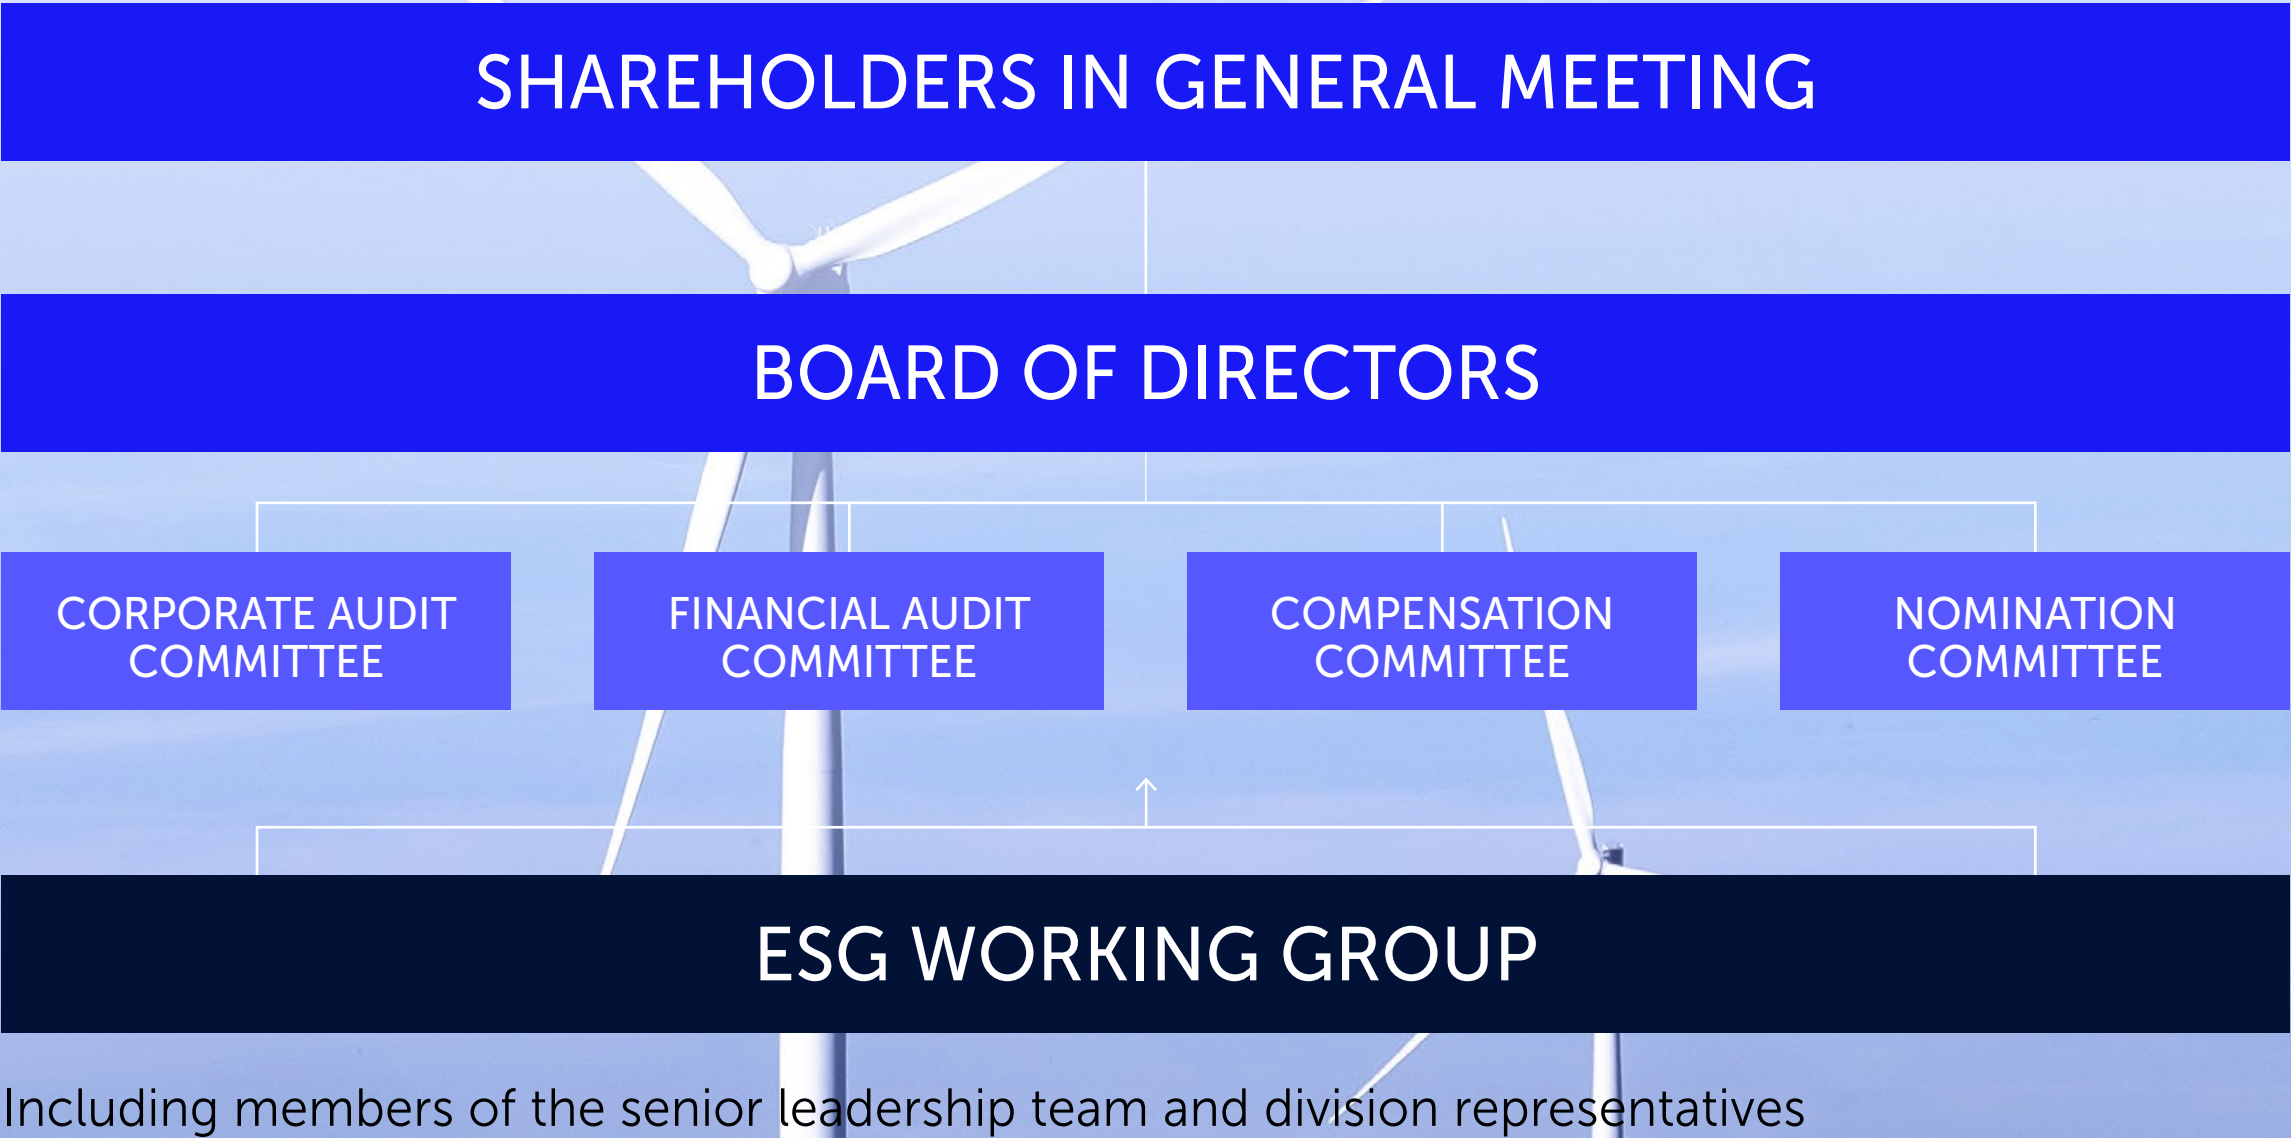 SHAREHOLDERS IN GENERAL MEETING
BOARD OF DIRECTORS
CORPORATE AUDIT
COMMITTEE
FINANCIAL AUDIT
COMMITTEE
COMPENSATION
COMMITTEE
NOMINATION
COMMITTEE
ESG WORKING GROUP
Including members of the senior leadership team and division representatives